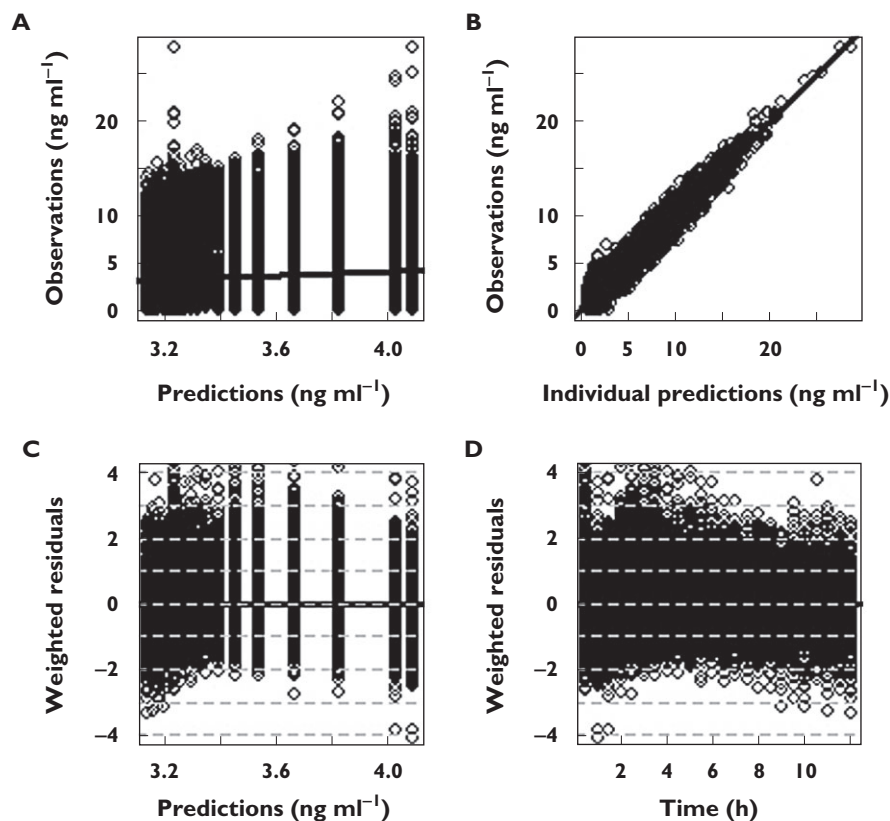 A
Observations (ng ml⁻¹)
20
10
5
0
3.2 3.6 4.0
Predictions (ng ml⁻¹)
B
Observations (ng ml⁻¹)
20
10
5
0
0 5 10 20
Individual predictions (ng ml⁻¹)
C
Weighted residuals
4
2
0
−2
−4
3.2 3.6 4.0
Predictions (ng ml⁻¹)
D
Weighted residuals
4
2
0
−2
−4
2 4 6 8 10
Time (h)